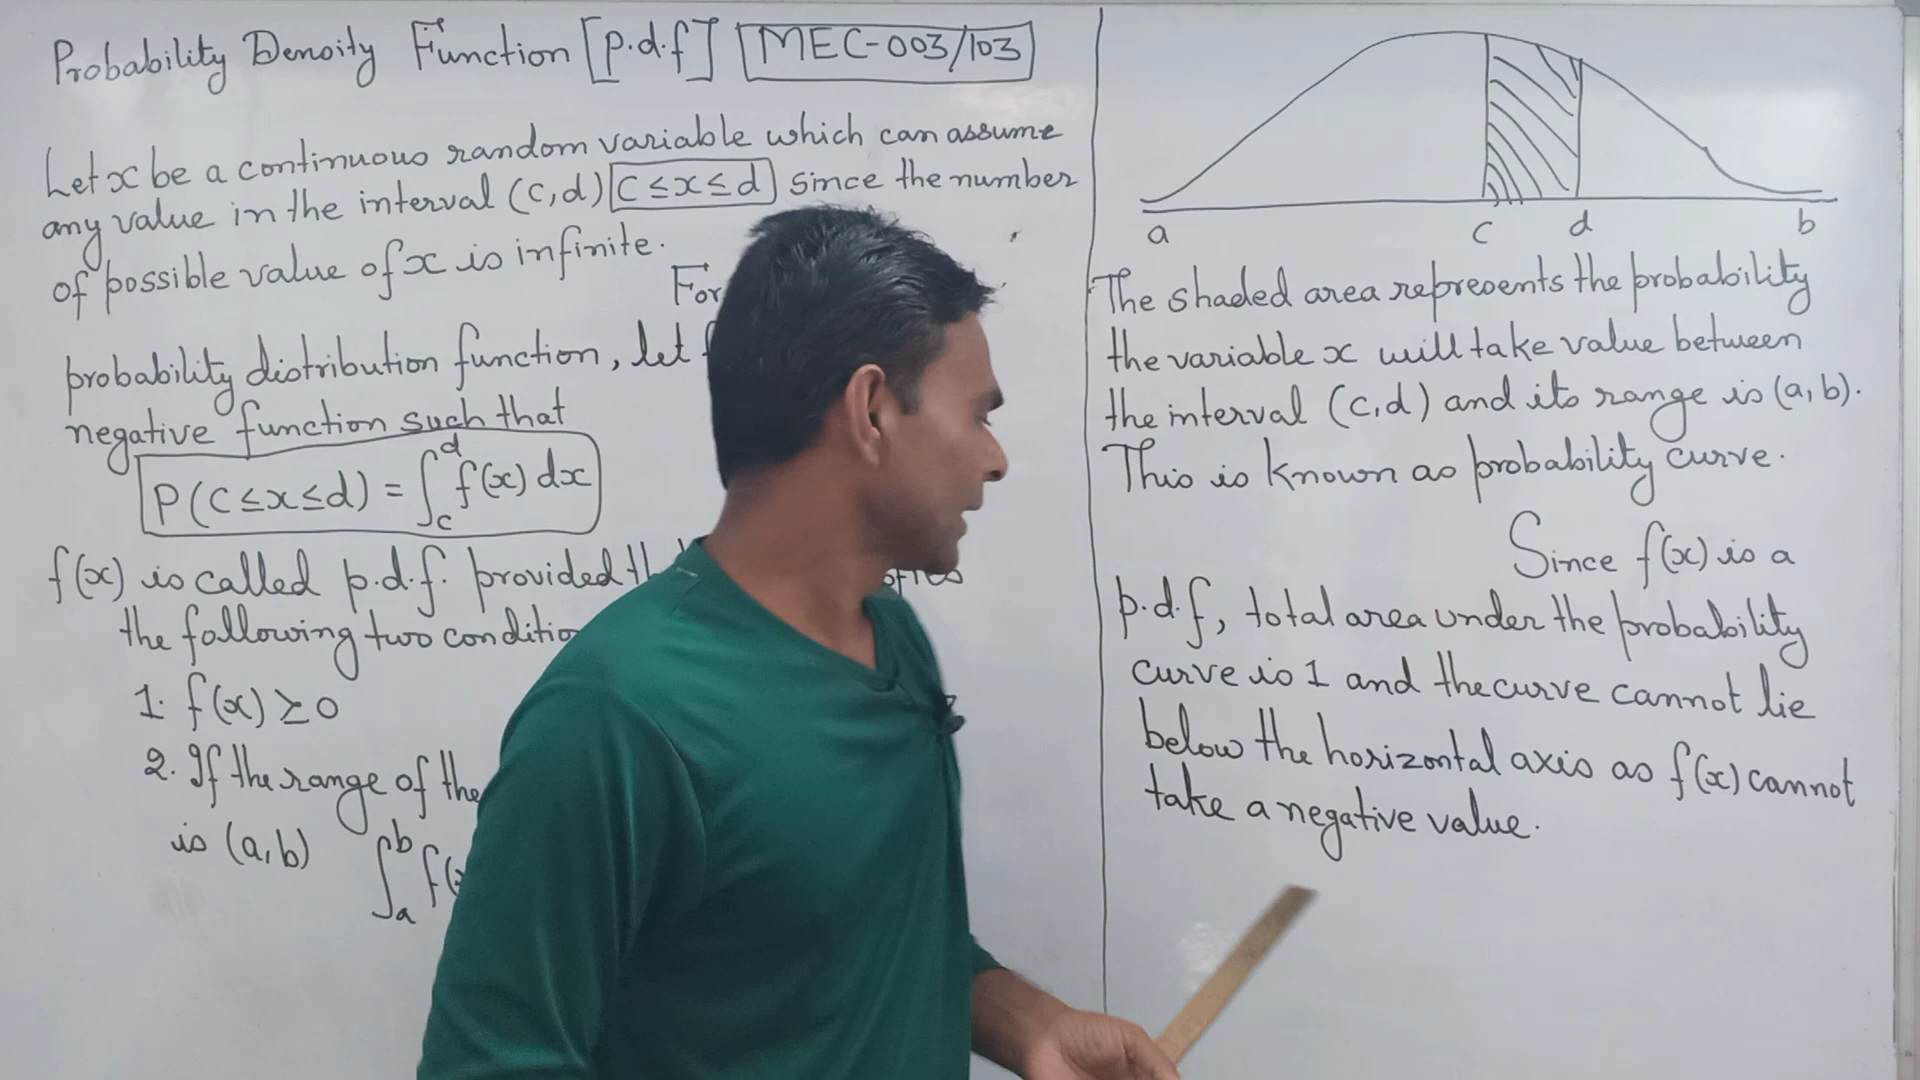 Probability Density Function [p.d.f] MEC-003/103
Let x be a continuous random variable which can assume
any value in the interval (c,d) C ≤ x ≤ d since the number
of possible value of x is infinite.
For
probability distribution function, let
negative function such that
P(C ≤ x ≤ d) = ∫_c^d f(x) dx
f(x) is called p.d.f. provided
the following two
1. f(x) ≥ 0
2. If the range of the
is (a,b) ∫_a^b
a c d b
The shaded area represents the probability
the variable x will take value between
the interval (c,d) and its range is (a,b).
This is known as probability curve.
Since f(x) is a
p.d.f, total area under the probability
curve is 1 and the curve cannot lie
below the horizontal axis as f(x) cannot
take a negative value.